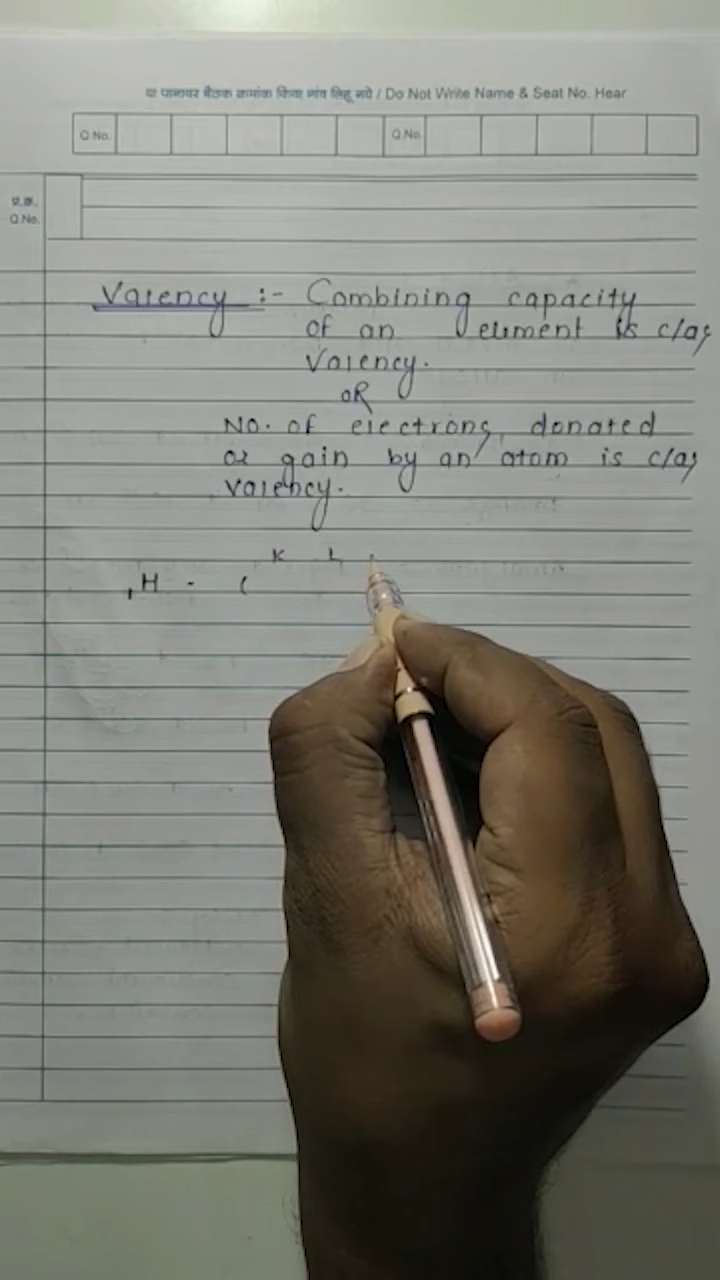 या पानावर बैठक क्रमांक किंवा नांव लिहू नये / Do Not Write Name & Seat No. Hear
Q.No. Q.No.
प्र.क्र.
Q.No.
Valency :- Combining capacity
of an element is c/as
Valency.
OR
No. of electrons donated
or gain by an atom is c/as
valency.
K L
1H - (